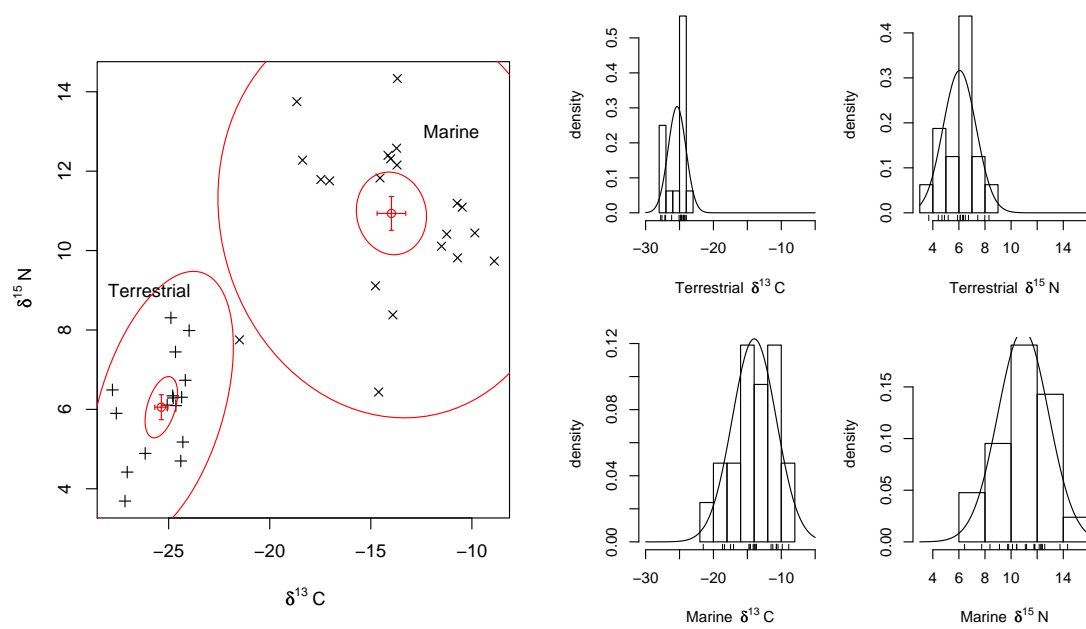 14
12
10
8
6
4
δ¹⁵ N
Marine
Terrestrial
−25 −20 −15 −10
δ¹³ C
0.5
0.4
0.3
0.2
0.1
0.0
density
−30 −20 −10
Terrestrial δ¹³ C
0.4
0.3
0.2
0.1
0.0
density
4 6 8 10 14
Terrestrial δ¹⁵ N
0.12
0.08
0.04
0.00
density
−30 −20 −10
Marine δ¹³ C
0.15
0.10
0.05
0.00
density
4 6 8 10 14
Marine δ¹⁵ N